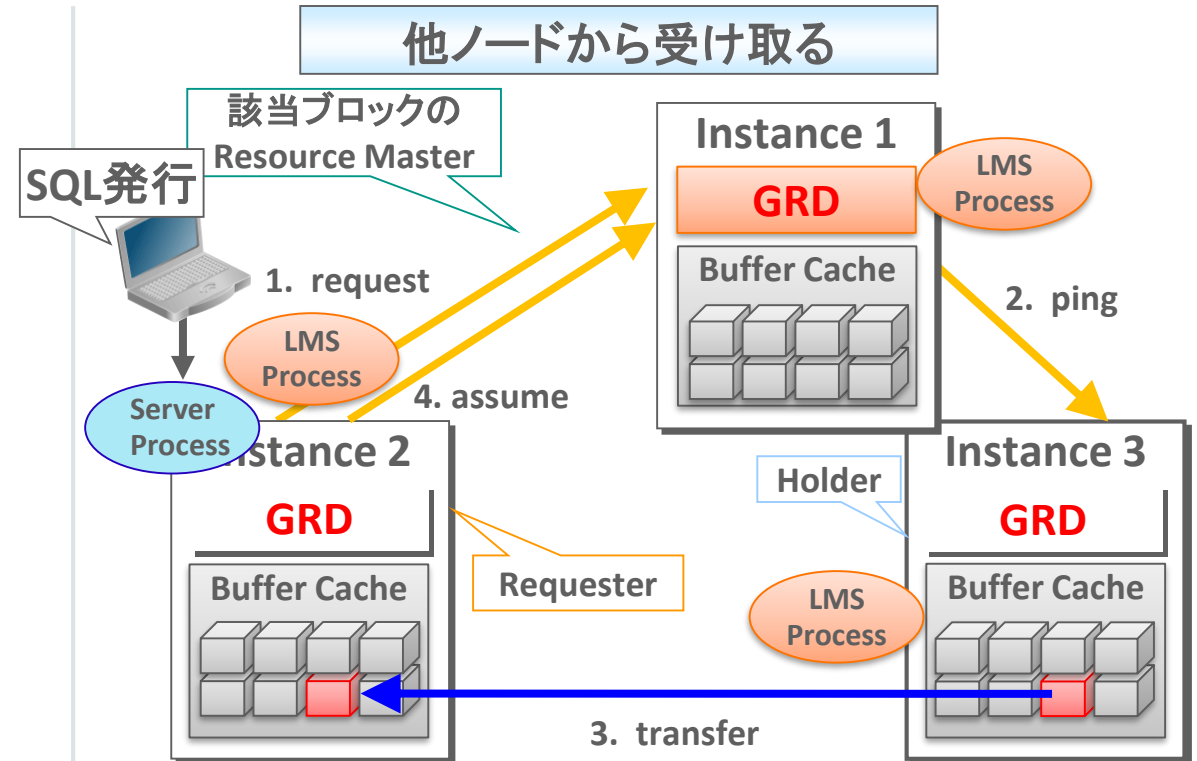 他ノードから受け取る
該当ブロックの
Resource Master
SQL発行
1. request
LMS
Process
Server
Process
4. assume
Instance 1
GRD
LMS
Process
Buffer Cache
2. ping
nstance 2
GRD
Buffer Cache
Requester
Holder
Instance 3
GRD
LMS
Process
Buffer Cache
3. transfer